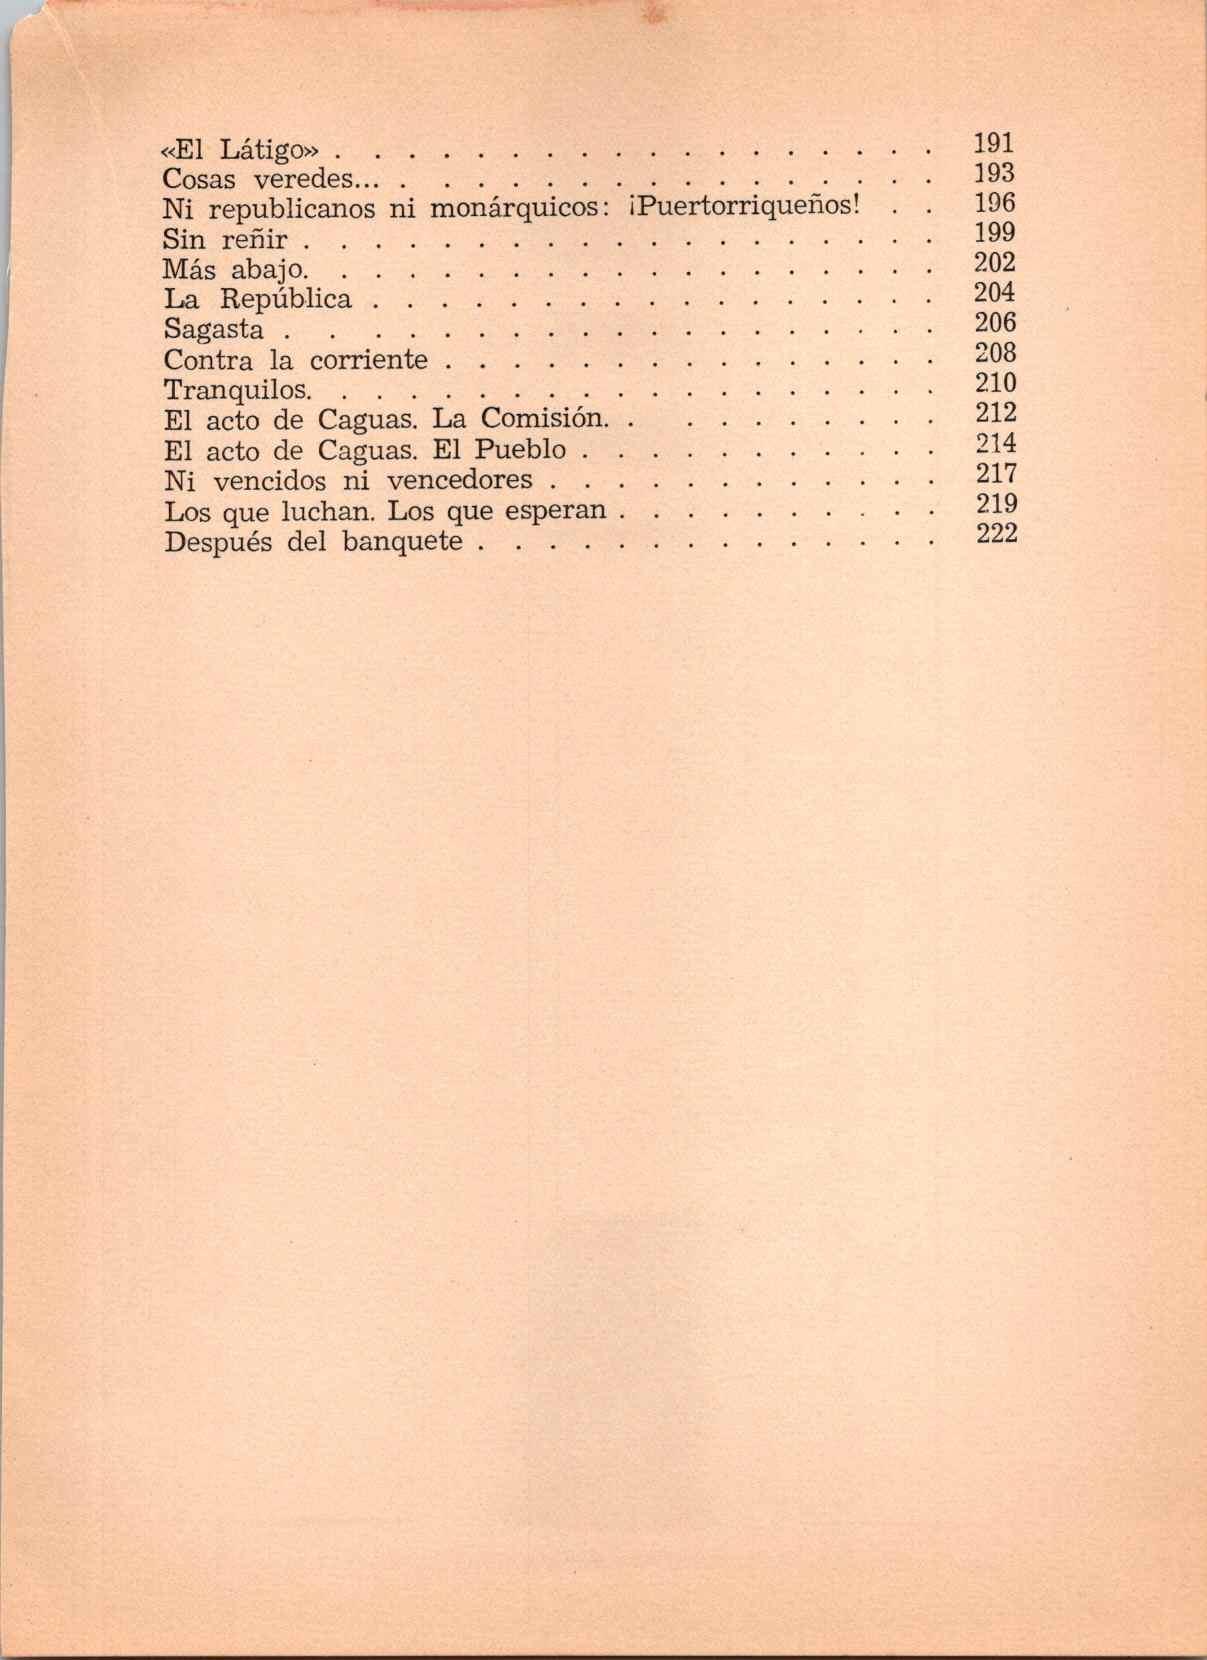 «El Látigo» . . . . . . . . . . . . . . . . . . 191
Cosas veredes... . . . . . . . . . . . . . . . . 193
Ni republicanos ni monárquicos: ¡Puertorriqueños! . . 196
Sin reñir . . . . . . . . . . . . . . . . . . . 199
Más abajo. . . . . . . . . . . . . . . . . . . 202
La República . . . . . . . . . . . . . . . . . 204
Sagasta . . . . . . . . . . . . . . . . . . . 206
Contra la corriente . . . . . . . . . . . . . . . 208
Tranquilos. . . . . . . . . . . . . . . . . . . 210
El acto de Caguas. La Comisión. . . . . . . . . . 212
El acto de Caguas. El Pueblo . . . . . . . . . . . 214
Ni vencidos ni vencedores . . . . . . . . . . . . 217
Los que luchan. Los que esperan . . . . . . . . . . 219
Después del banquete . . . . . . . . . . . . . . 222